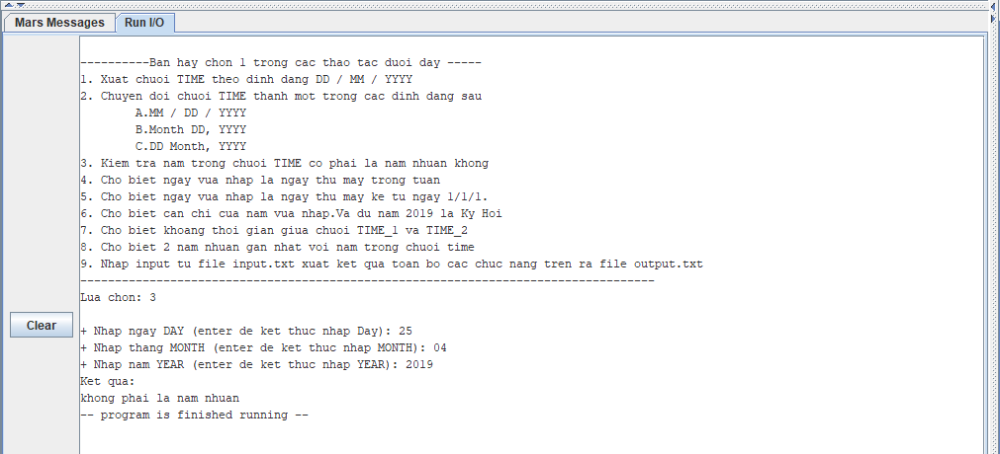 Mars Messages Run I/O
----------Ban hay chon 1 trong cac thao tac duoi day -----
1. Xuat chuoi TIME theo dinh dang DD / MM / YYYY
2. Chuyen doi chuoi TIME thanh mot trong cac dinh dang sau
A.MM / DD / YYYY
B.Month DD, YYYY
C.DD Month, YYYY
3. Kiem tra nam trong chuoi TIME co phai la nam nhuan khong
4. Cho biet ngay vua nhap la ngay thu may trong tuan
5. Cho biet ngay vua nhap la ngay thu may ke tu ngay 1/1/1.
6. Cho biet can chi cua nam vua nhap.Va du nam 2019 la Ky Hoi
7. Cho biet khoang thoi gian giua chuoi TIME_1 va TIME_2
8. Cho biet 2 nam nhuan gan nhat voi nam trong chuoi time
9. Nhap input tu file input.txt xuat ket qua toan bo cac chuc nang tren ra file output.txt
-----------------------------------------------------------------------------------
Lua chon: 3
Clear
+ Nhap ngay DAY (enter de ket thuc nhap Day): 25
+ Nhap thang MONTH (enter de ket thuc nhap MONTH): 04
+ Nhap nam YEAR (enter de ket thuc nhap YEAR): 2019
Ket qua:
khong phai la nam nhuan
-- program is finished running --